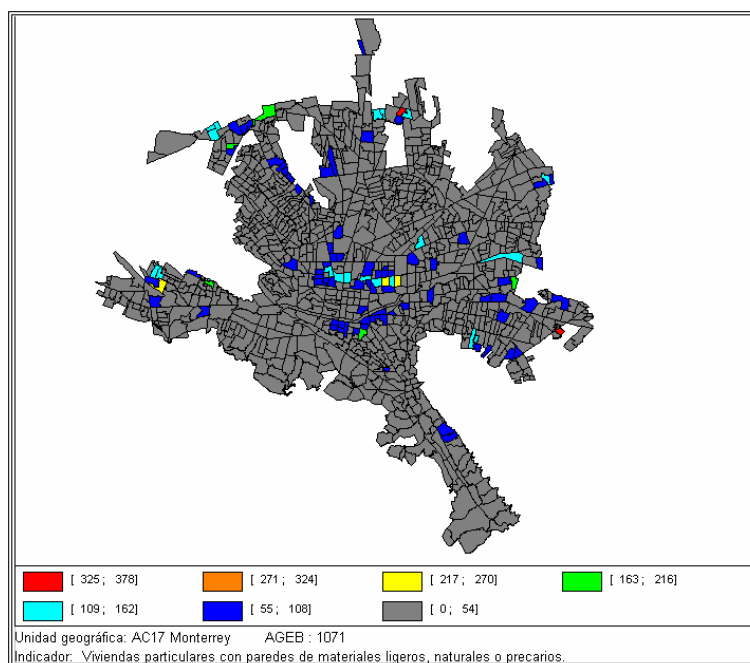 [ 325 ; 378] [ 271 ; 324] [ 217 ; 270] [ 163 ; 216]
[ 109 ; 162] [ 55 ; 108] [ 0 ; 54]
Unidad geográfica: AC17 Monterrey AGEB : 1071
Indicador: Viviendas particulares con paredes de materiales ligeros, naturales o precarios.